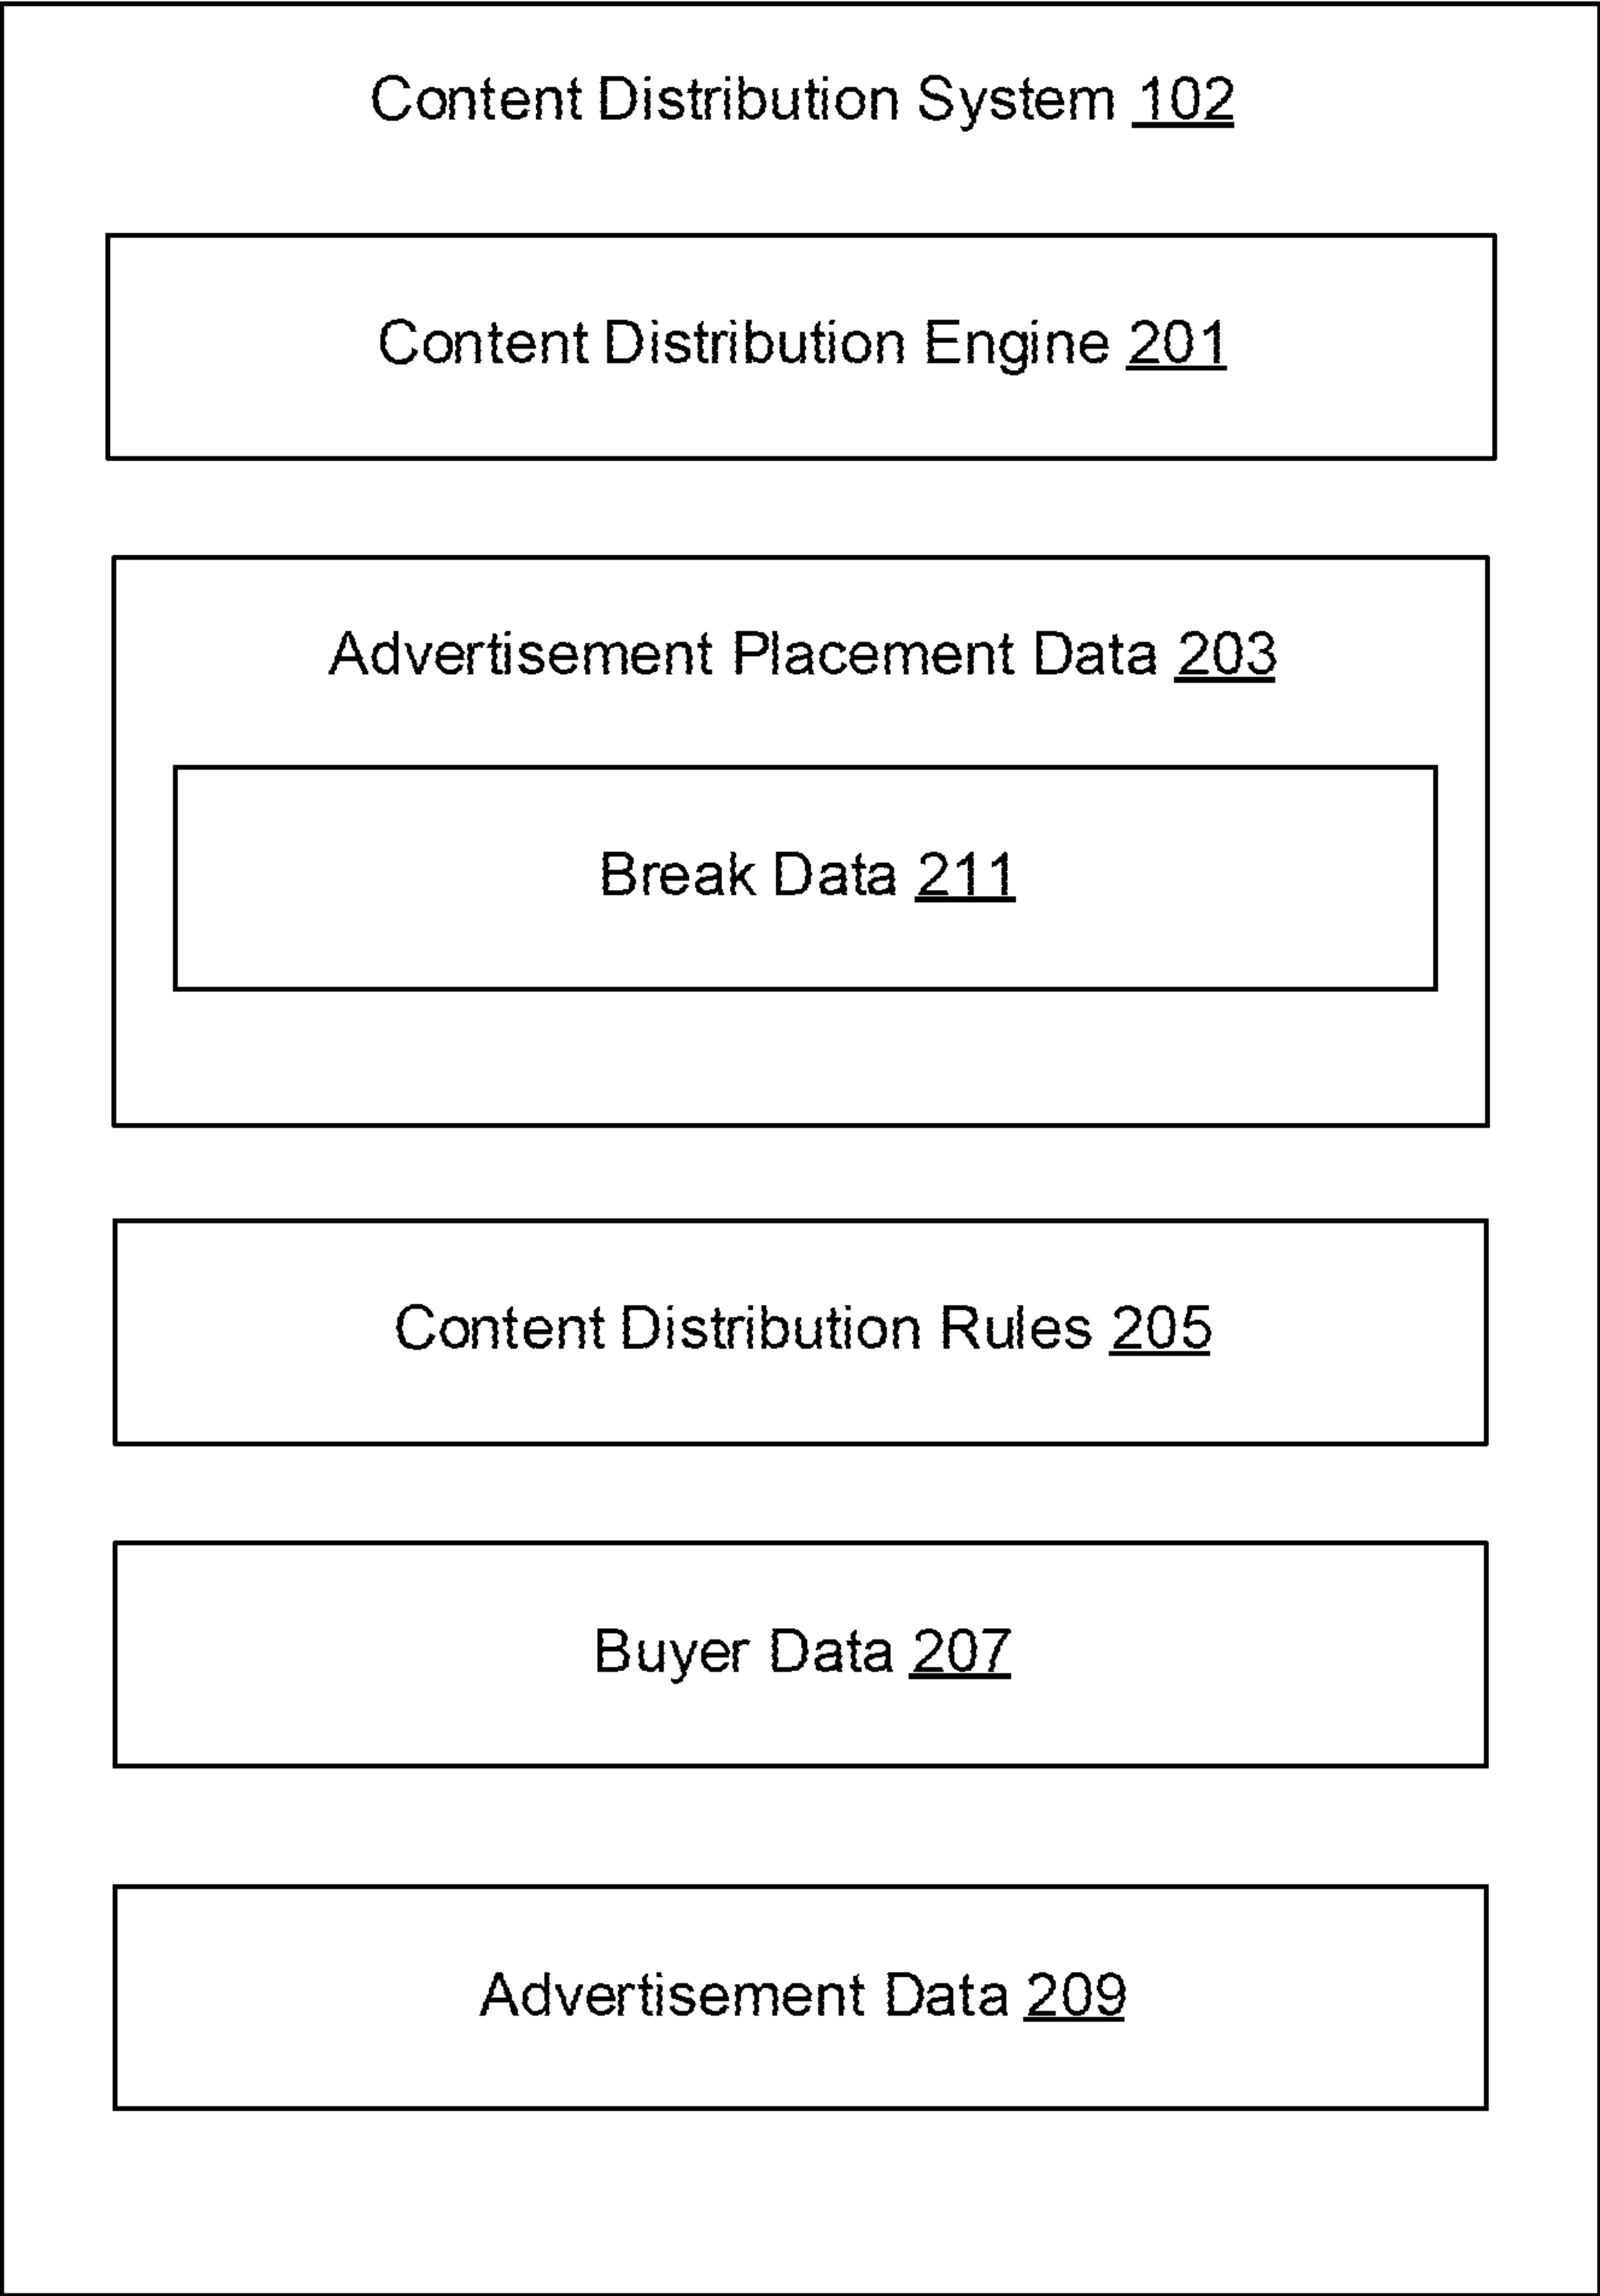 Content Distribution System 102
Content Distribution Engine 201
Advertisement Placement Data 203
Break Data 211
Content Distribution Rules 205
Buyer Data 207
Advertisement Data 209